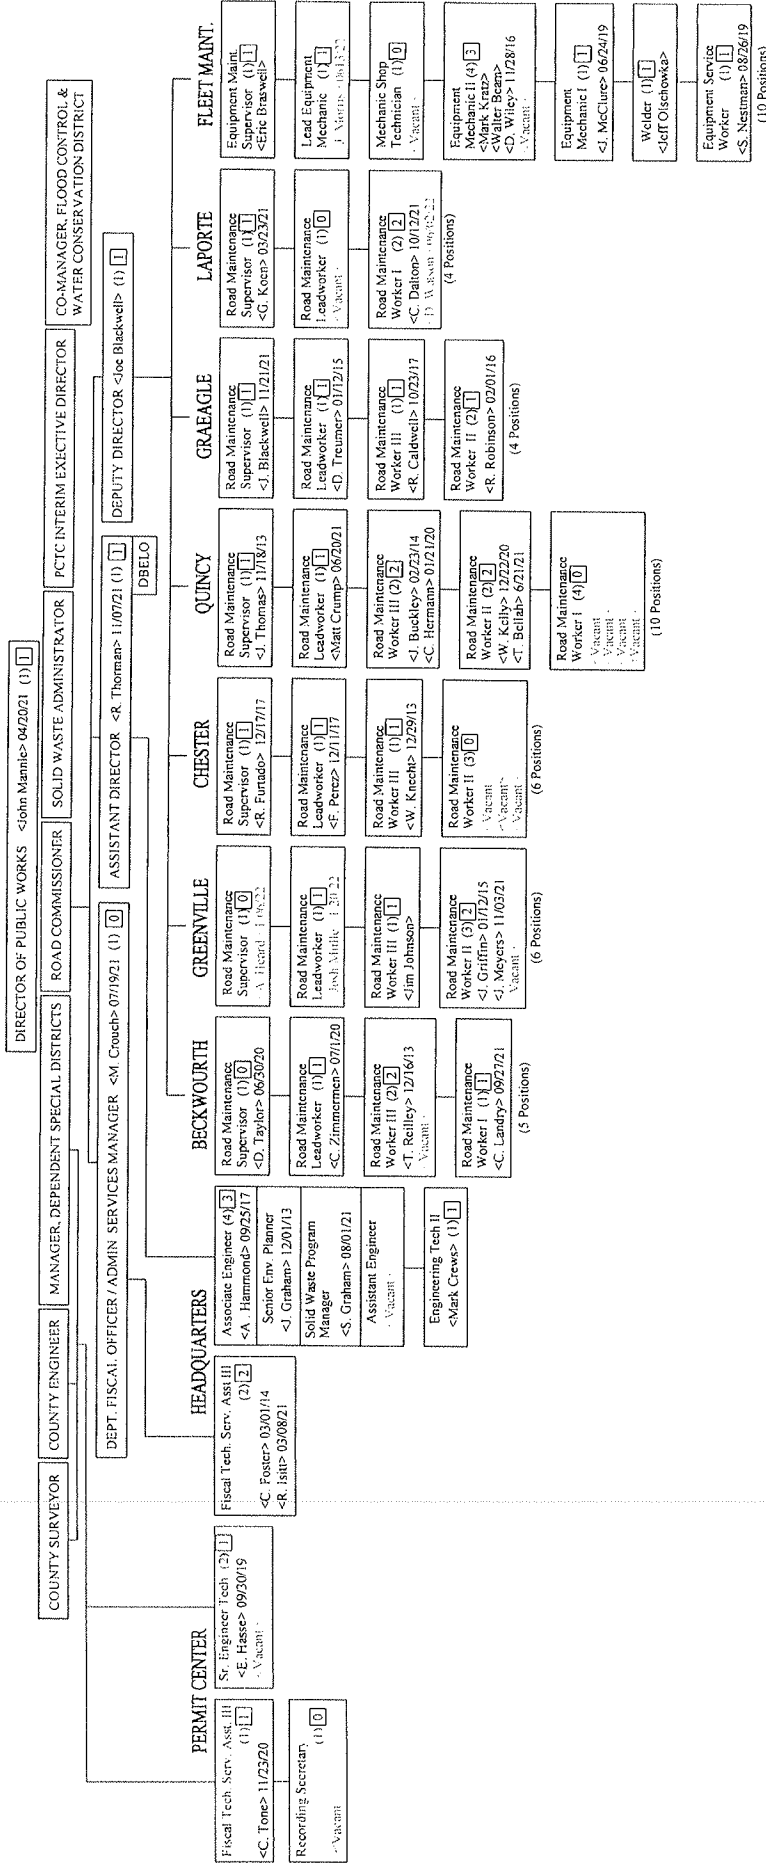 DIRECTOR OF PUBLIC WORKS <John Mannle> 04/20/21 (1) 1
COUNTY SURVEYOR
COUNTY ENGINEER
MANAGER, DEPENDENT SPECIAL DISTRICTS
ROAD COMMISSIONER
SOLID WASTE ADMINISTRATOR
PCTC INTERIM EXECTIVE DIRECTOR
CO-MANAGER, FLOOD CONTROL &
WATER CONSERVATION DISTRICT
DEPT. FISCAL OFFICER / ADMIN SERVICES MANAGER <M. Crouch> 07/19/21 (1) 0
ASSISTANT DIRECTOR <R. Thorman> 11/07/21 (1) 1
DBELO
DEPUTY DIRECTOR <Joe Blackwell> (1) 1
PERMIT CENTER
Fiscal Tech. Serv. Asst. III
(1) 1
<C. Tone> 11/23/20
Recording Secretary
(1) 0
<Vacant
Sr. Engineer Tech (2) 1
<E. Hasse> 09/30/19
<Vacant>
HEADQUARTERS
Fiscal Tech. Serv. Asst III
(2) 2
<C. Foster> 03/01/14
<R. Isitt> 03/08/21
Associate Engineer (4) 3
<A. Hammond> 09/25/17
Senior Env. Planner
<J. Graham> 12/01/13
Solid Waste Program
Manager
<S. Graham> 08/01/21
Assistant Engineer
<Vacant>
Engineering Tech II
<Mark Crews> (1) 1
BECKWOURTH
Road Maintenance
Supervisor (1) 0
<D. Taylor> 06/30/20
Road Maintenance
Leadworker (1) 1
<C. Zimmermen> 07/1/20
Road Maintenance
Worker III (2) 2
<T. Reilley> 12/16/13
<Vacant>
Road Maintenance
Worker I (1) 1
<C. Landry> 09/27/21
(5 Positions)
GREENVILLE
Road Maintenance
Supervisor (1) 0
Road Maintenance
Leadworker (1) 1
Road Maintenance
Worker III (1) 1
<Jim Johnson>
Road Maintenance
Worker II (3) 2
<J. Griffin> 01/12/15
<J. Meyers> 11/03/21
Vacant
(6 Positions)
CHESTER
Road Maintenance
Supervisor (1) 1
<R. Furtado> 12/17/17
Road Maintenance
Leadworker (1) 1
<F. Perez> 12/11/17
Road Maintenance
Worker III (1) 1
<W. Knecht> 12/29/13
Road Maintenance
Worker II (3) 0
<Vacant>
<Vacant>
<Vacant>
(6 Positions)
QUINCY
Road Maintenance
Supervisor (1) 1
<J. Thomas> 11/18/13
Road Maintenance
Leadworker (1) 1
<Matt Crump> 06/20/21
Road Maintenance
Worker III (2) 2
<J. Buckley> 02/23/14
<C. Hermann> 01/21/20
Road Maintenance
Worker II (2) 2
<W. Kelly> 12/22/20
<T. Bellah> 6/21/21
Road Maintenance
Worker I (4) 0
<Vacant>
<Vacant>
<Vacant>
<Vacant>
(10 Positions)
GRAEAGLE
Road Maintenance
Supervisor (1) 1
<J. Blackwell> 11/21/21
Road Maintenance
Leadworker (1) 1
<D. Treumer> 01/12/15
Road Maintenance
Worker III (1) 1
<R. Caldwell> 10/23/17
Road Maintenance
Worker II (2) 1
<R. Robinson> 02/01/16
(4 Positions)
LAPORTE
Road Maintenance
Supervisor (1) 1
<G. Koen> 03/23/21
Road Maintenance
Leadworker (1) 0
<Vacant>
Road Maintenance
Worker I (2) 2
<C. Dalton> 10/12/21
(4 Positions)
FLEET MAINT.
Equipment Maint.
Supervisor (1) 1
<Eric Braswell>
Lead Equipment
Mechanic (1) 1
Mechanic Shop
Technician (1) 0
<Vacant>
Equipment
Mechanic II (4) 3
<Mark Kratz>
<Walter Beam>
<D. Wiley> 11/28/16
<Vacant>
Equipment
Mechanic I (1) 1
<J. McClure> 06/24/19
Welder (1) 1
<Jeff Olschowka>
Equipment Service
Worker (1) 1
<S. Nestman> 08/26/19
(10 Positions)